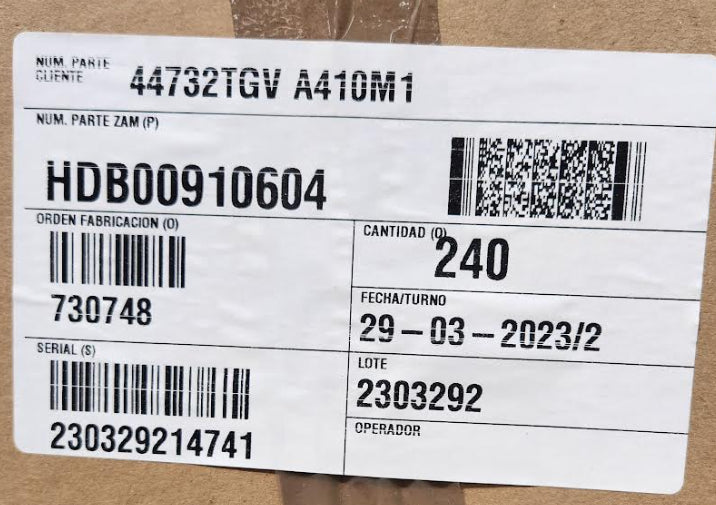 NUM. PARTE
CLIENTE
44732TGV A410M1
NUM. PARTE ZAM (P)
HDB00910604
ORDEN FABRICACION (O)
730748
CANTIDAD (Q)
240
FECHA/TURNO
29-03-2023/2
SERIAL (S)
230329214741
LOTE
2303292
OPERADOR